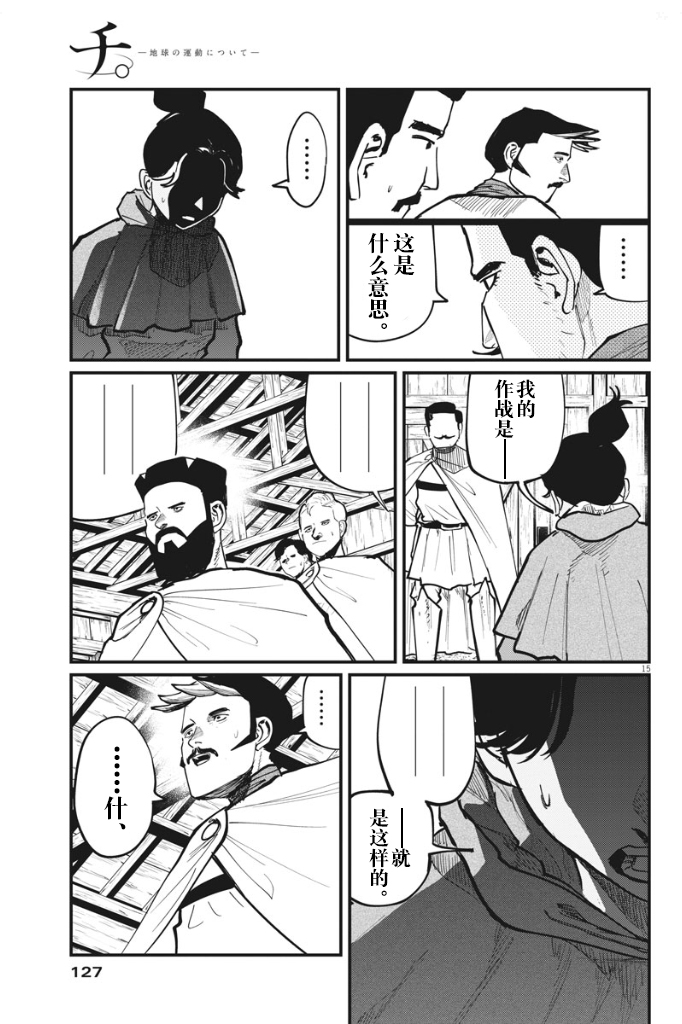 チ。
—地球の運動について—
……
这是
什么意思。
……
我的
作战是——
——
——
——
15
——
——就
是这样的。
……
……什、
127